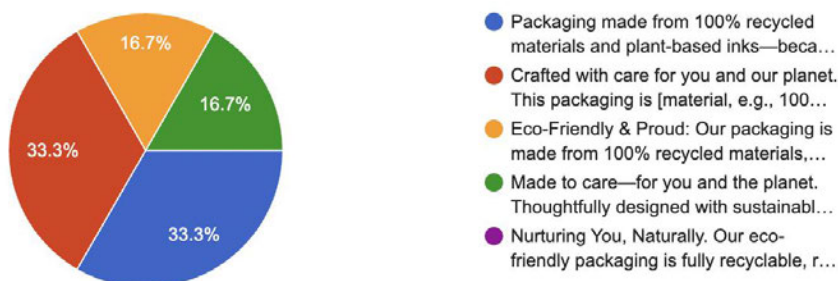 16.7%
16.7%
33.3%
33.3%
Packaging made from 100% recycled
materials and plant-based inks—beca…
Crafted with care for you and our planet.
This packaging is [material, e.g., 100…
Eco-Friendly & Proud: Our packaging is
made from 100% recycled materials,…
Made to care—for you and the planet.
Thoughtfully designed with sustainabl…
Nurturing You, Naturally. Our eco-
friendly packaging is fully recyclable, r…